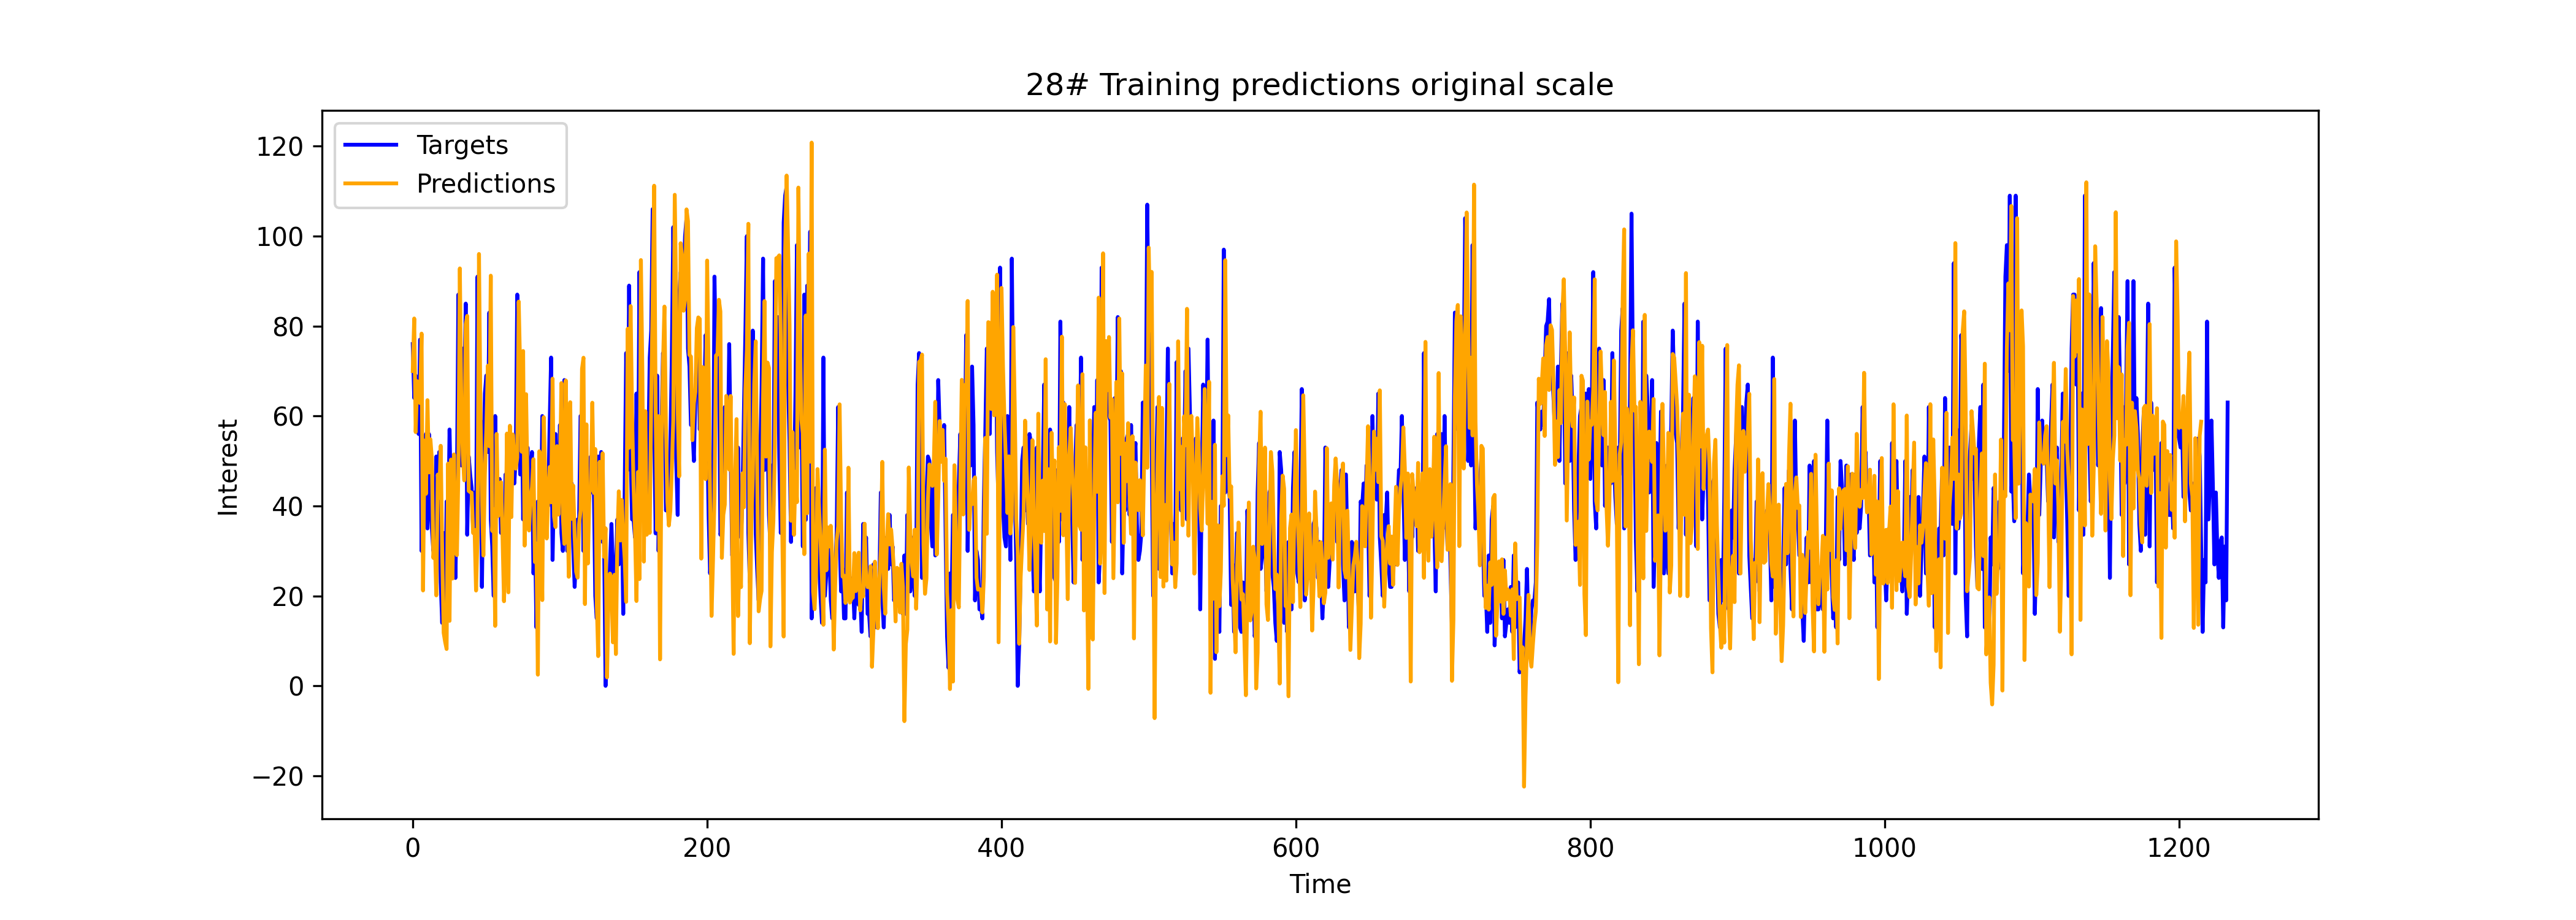 28# Training predictions original scale
Targets
Predictions
120
100
80
60
40
20
0
−20
Interest
0 200 400 600 800 1000 1200
Time